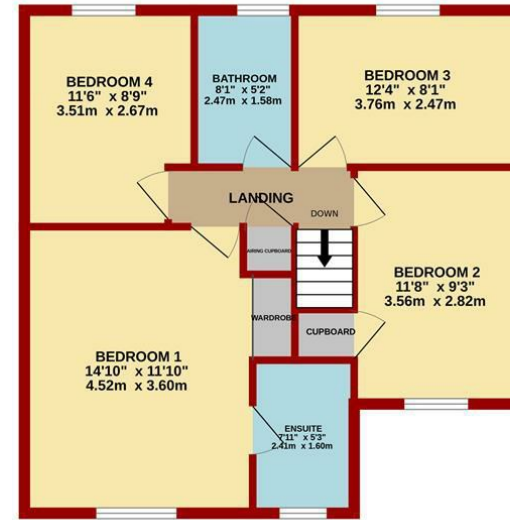 BEDROOM 4
11'6" x 8'9"
3.51m x 2.67m
BATHROOM
8'1" x 5'2"
2.47m x 1.58m
BEDROOM 3
12'4" x 8'1"
3.76m x 2.47m
LANDING
DOWN
AIRING CUPBOARD
BEDROOM 2
11'8" x 9'3"
3.56m x 2.82m
WARDROBE
CUPBOARD
BEDROOM 1
14'10" x 11'10"
4.52m x 3.60m
ENSUITE
7'11" x 5'3"
2.41m x 1.60m